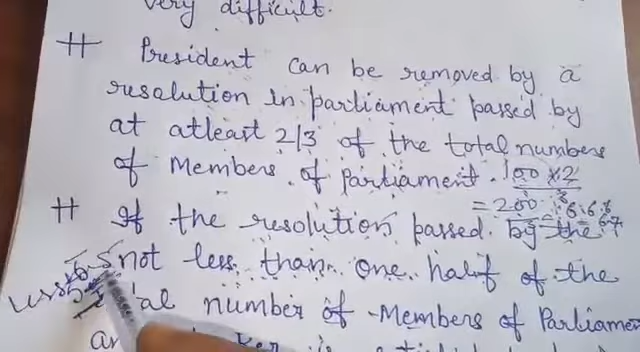 very difficult.
# President can be removed by a
resolution in parliament passed by
at atleast 2/3 of the total numbers
of Members of parliament. 100 x 2
= 200
# If the resolution passed by the
not less than one half of the
number of Members of Parliamen